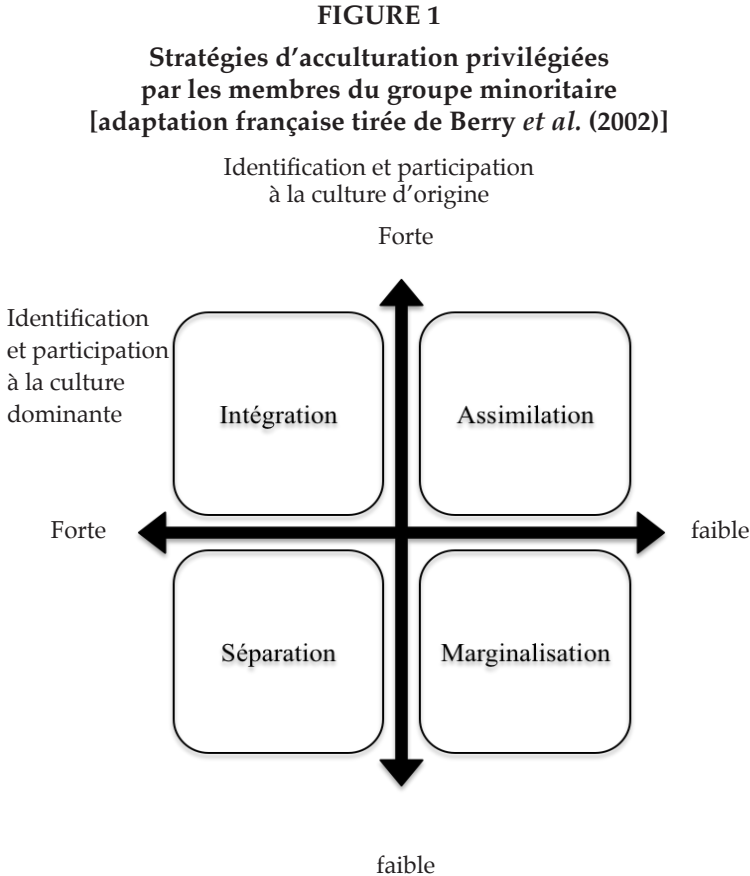 FIGURE 1
Stratégies d’acculturation privilégiées
par les membres du groupe minoritaire
[adaptation française tirée de Berry et al. (2002)]
Identification et participation
à la culture d’origine
Forte
Identification
et participation
à la culture
dominante
Intégration
Assimilation
Forte
faible
Séparation
Marginalisation
faible